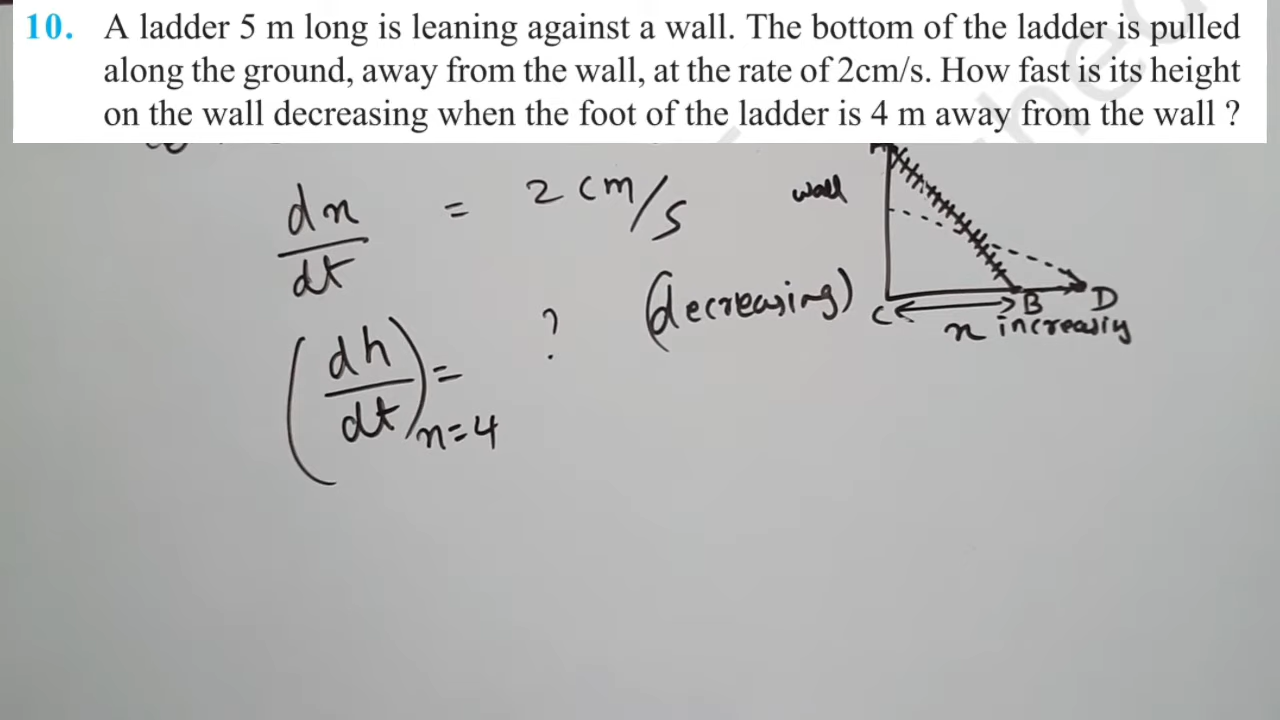 10. A ladder 5 m long is leaning against a wall. The bottom of the ladder is pulled
along the ground, away from the wall, at the rate of 2cm/s. How fast is its height
on the wall decreasing when the foot of the ladder is 4 m away from the wall ?
dx/dt = 2 cm/s
wall
(dh/dt)x=4 = ? (decreasing)
C B D
x increasing